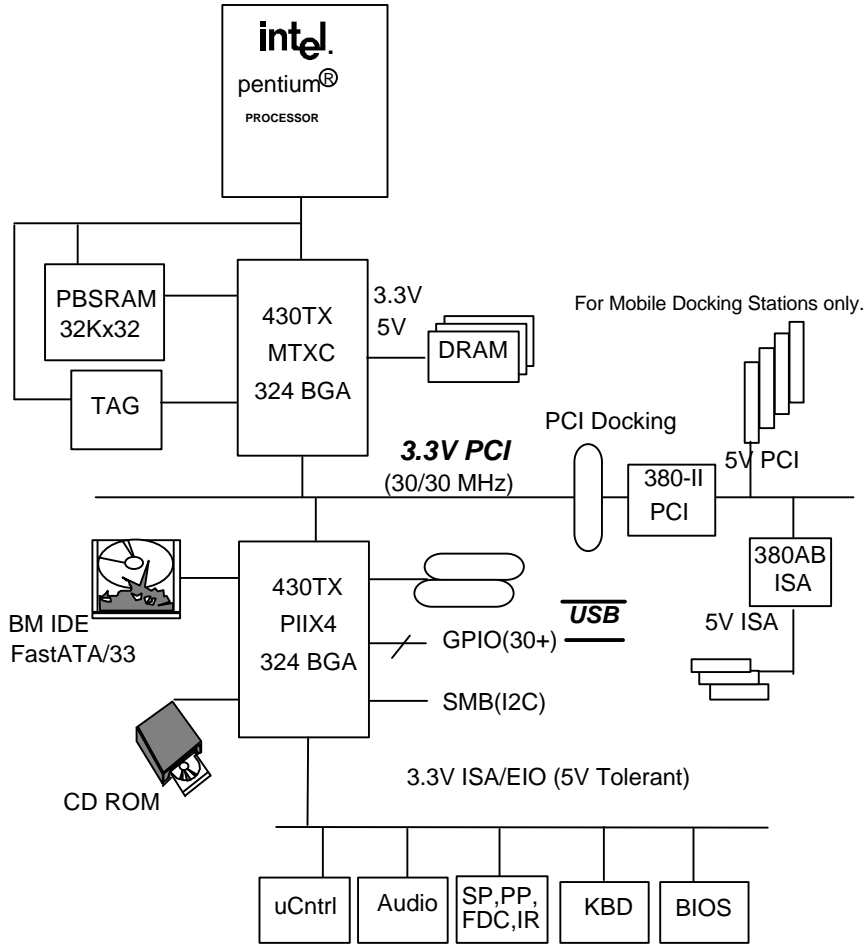 intel.
pentium®
PROCESSOR
PBSRAM
32Kx32
TAG
430TX
MTXC
324 BGA
3.3V
5V
DRAM
For Mobile Docking Stations only.
PCI Docking
3.3V PCI
(30/30 MHz)
5V PCI
380-II
PCI
380AB
ISA
5V ISA
BM IDE
FastATA/33
430TX
PIIX4
324 BGA
USB
GPIO(30+)
SMB(I2C)
CD ROM
3.3V ISA/EIO (5V Tolerant)
uCntrl
Audio
SP,PP,
FDC,IR
KBD
BIOS